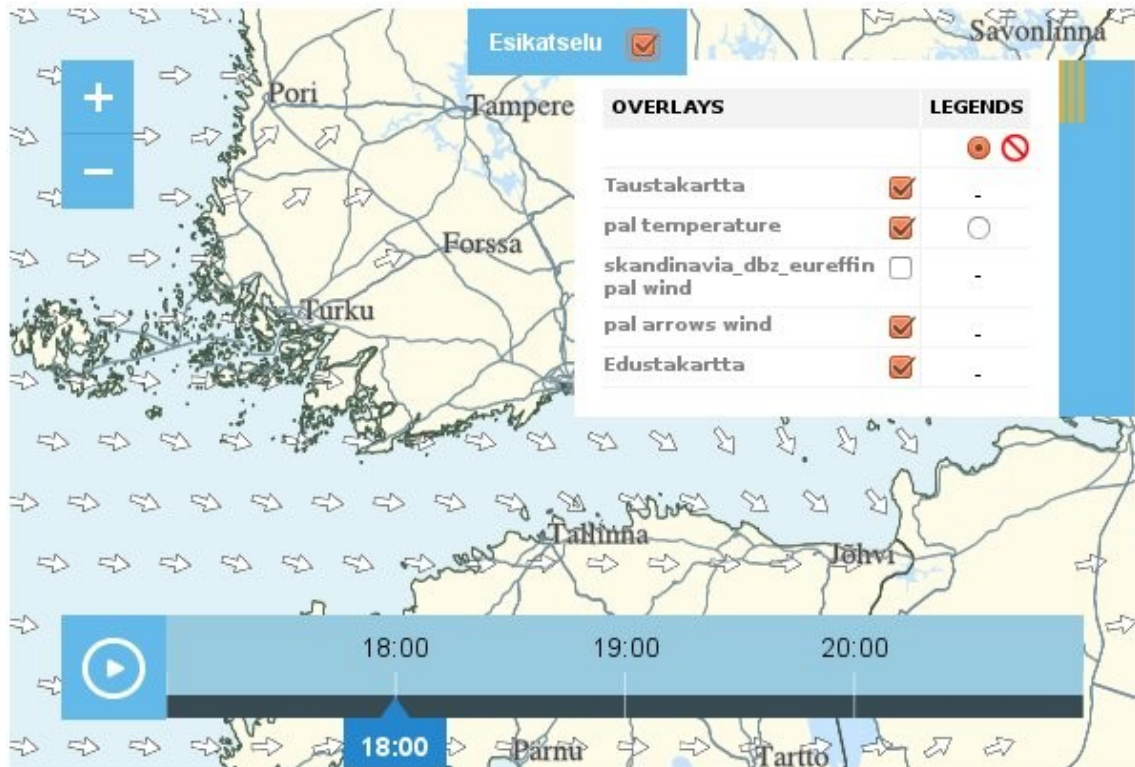 Esikatselu
Savonlinna
+
Pori
Tampere
OVERLAYS LEGENDS
–
Taustakartta -
pal temperature
Forssa
skandinavia_dbz_eureffin -
pal wind
Turku
pal arrows wind -
Edustakartta -
Tallinna
Jõhvi
18:00 19:00 20:00
18:00
Pärnu
Tartto